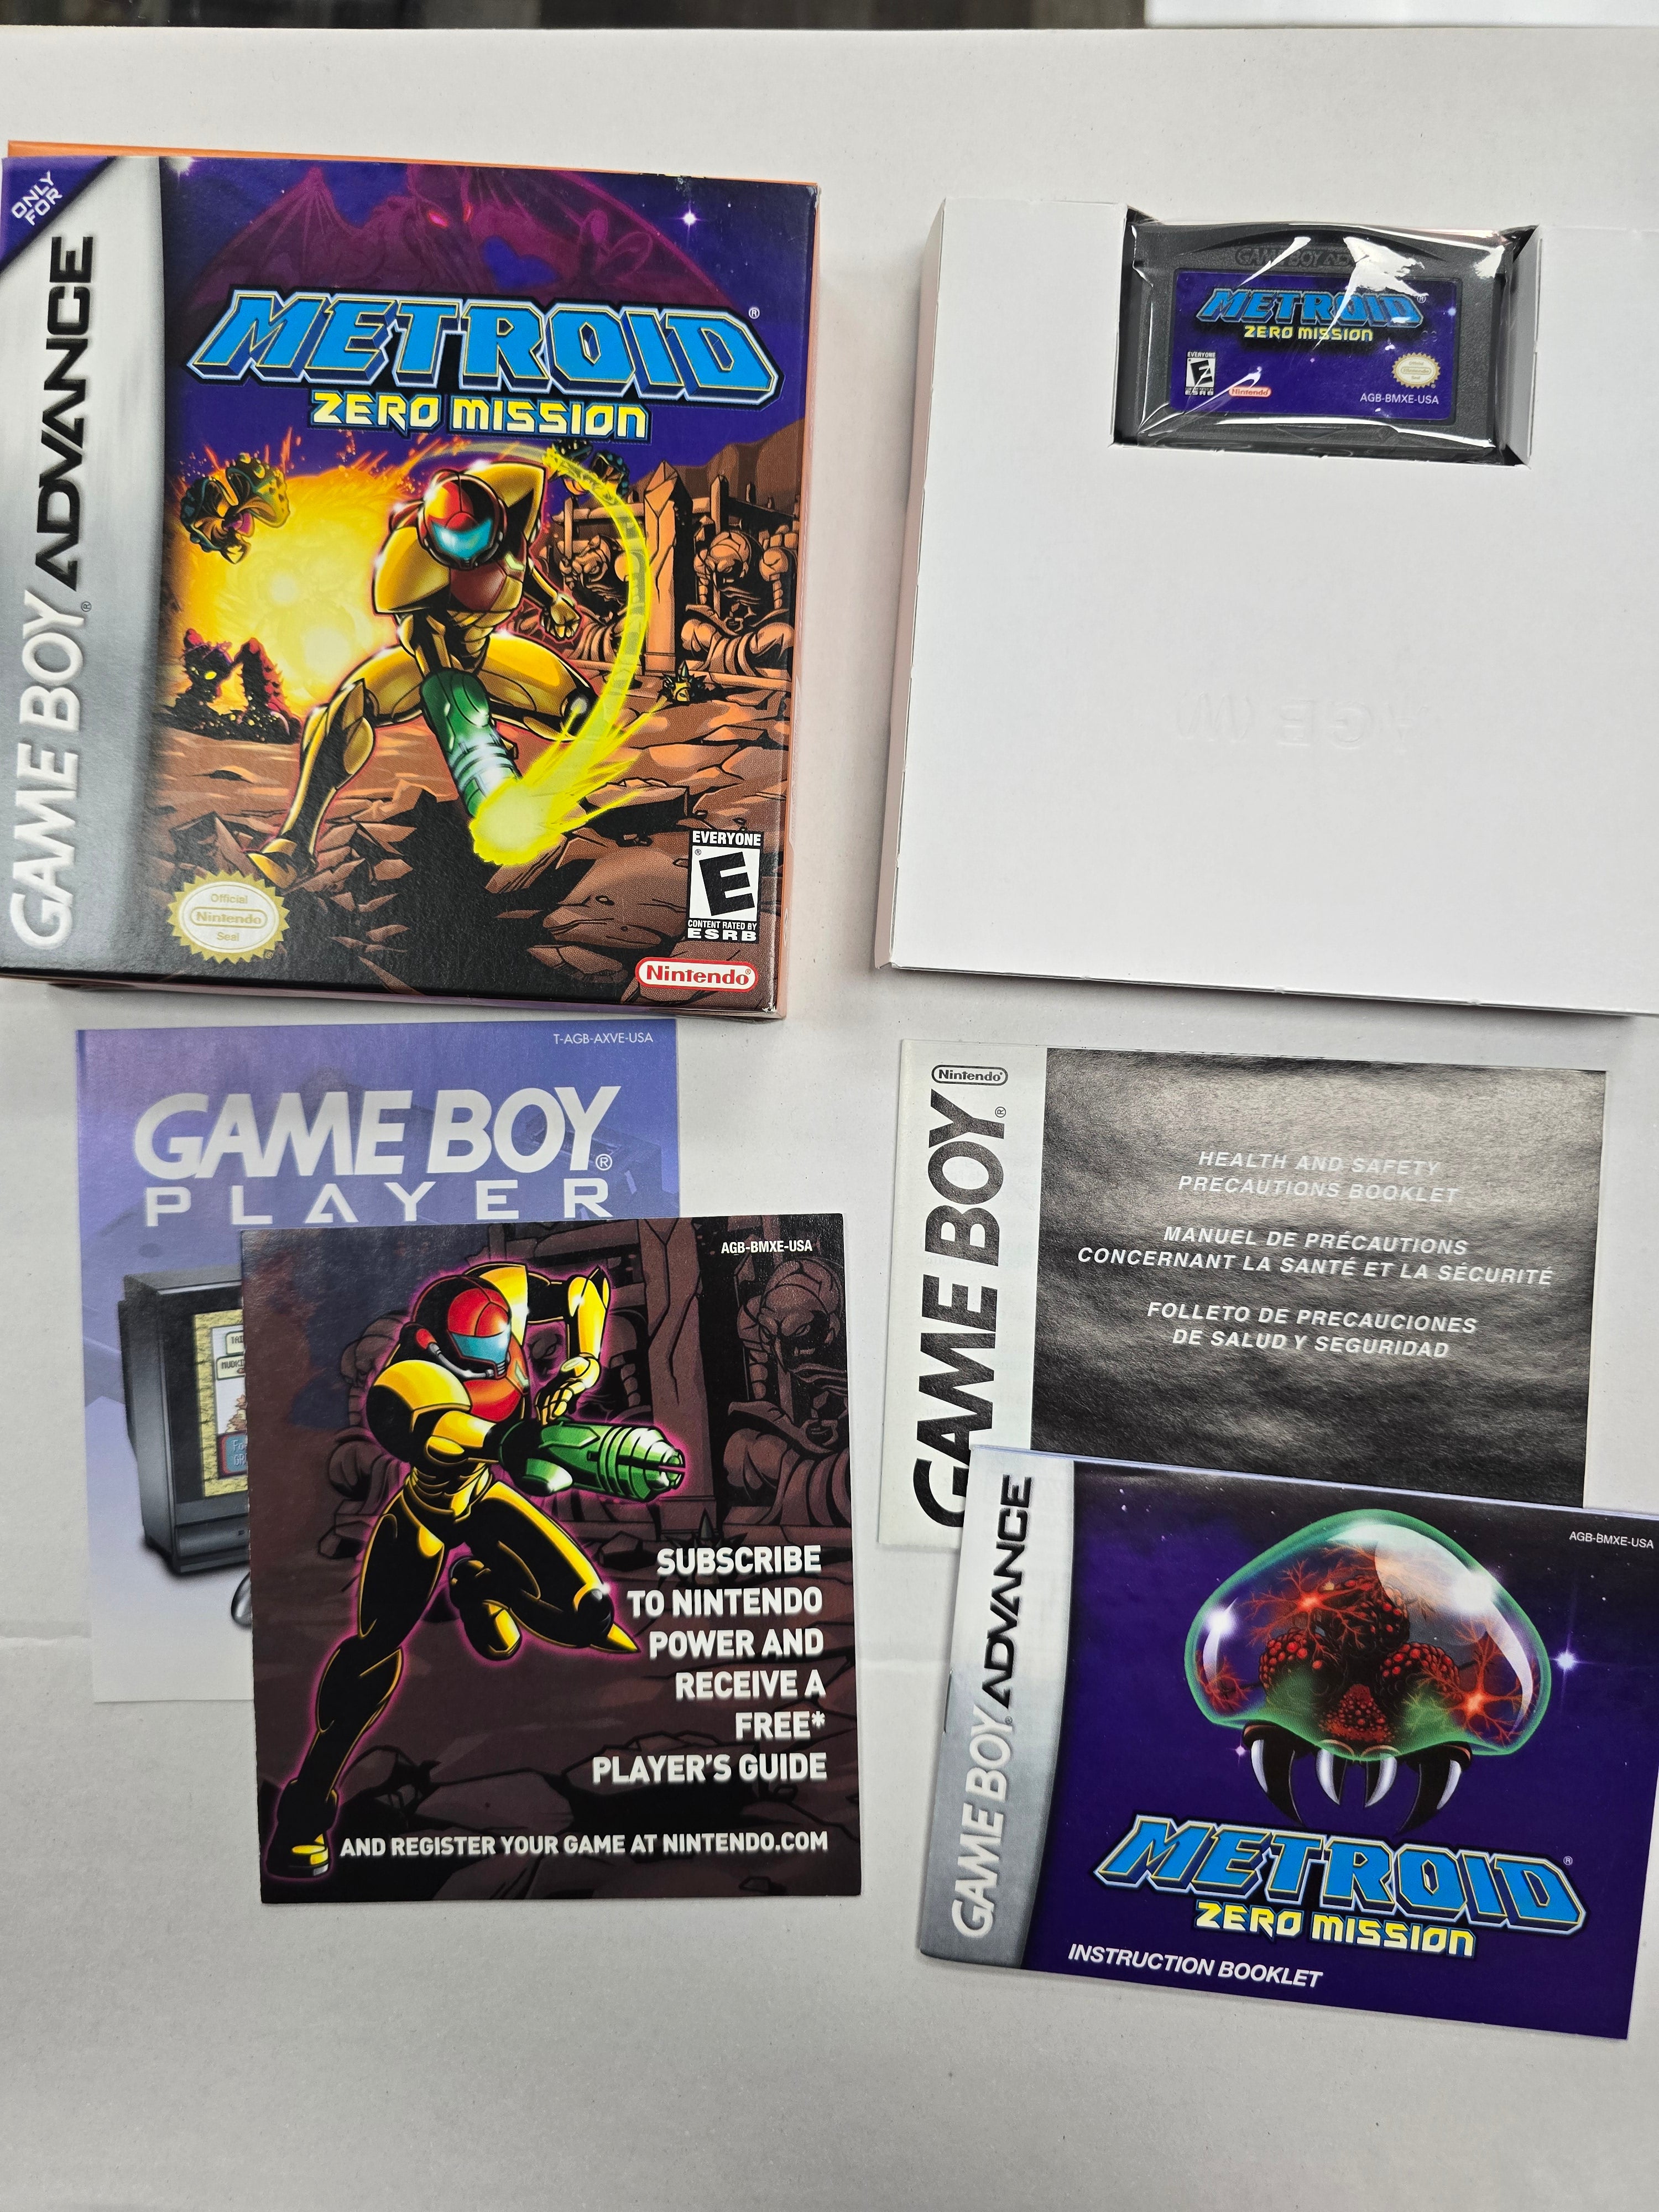 ONLY
FOR
GAME BOY ADVANCE
METROID®
ZERO MISSION
EVERYONE
E
CONTENT RATED BY
ESRB
Official
Nintendo
Seal
Nintendo®
METROID
ZERO MISSION
EVERYONE
E
ESRB
Nintendo
AGB-BMXE-USA
T-AGB-AXVE-USA
GAME BOY®
PLAYER
AGB-BMXE-USA
SUBSCRIBE
TO NINTENDO
POWER AND
RECEIVE A
FREE*
PLAYER'S GUIDE
AND REGISTER YOUR GAME AT NINTENDO.COM
Nintendo®
GAME BOY®
HEALTH AND SAFETY
PRECAUTIONS BOOKLET
MANUEL DE PRÉCAUTIONS
CONCERNANT LA SANTÉ ET LA SÉCURITÉ
FOLLETO DE PRECAUCIONES
DE SALUD Y SEGURIDAD
GAME BOY ADVANCE
AGB-BMXE-USA
METROID®
ZERO MISSION
INSTRUCTION BOOKLET